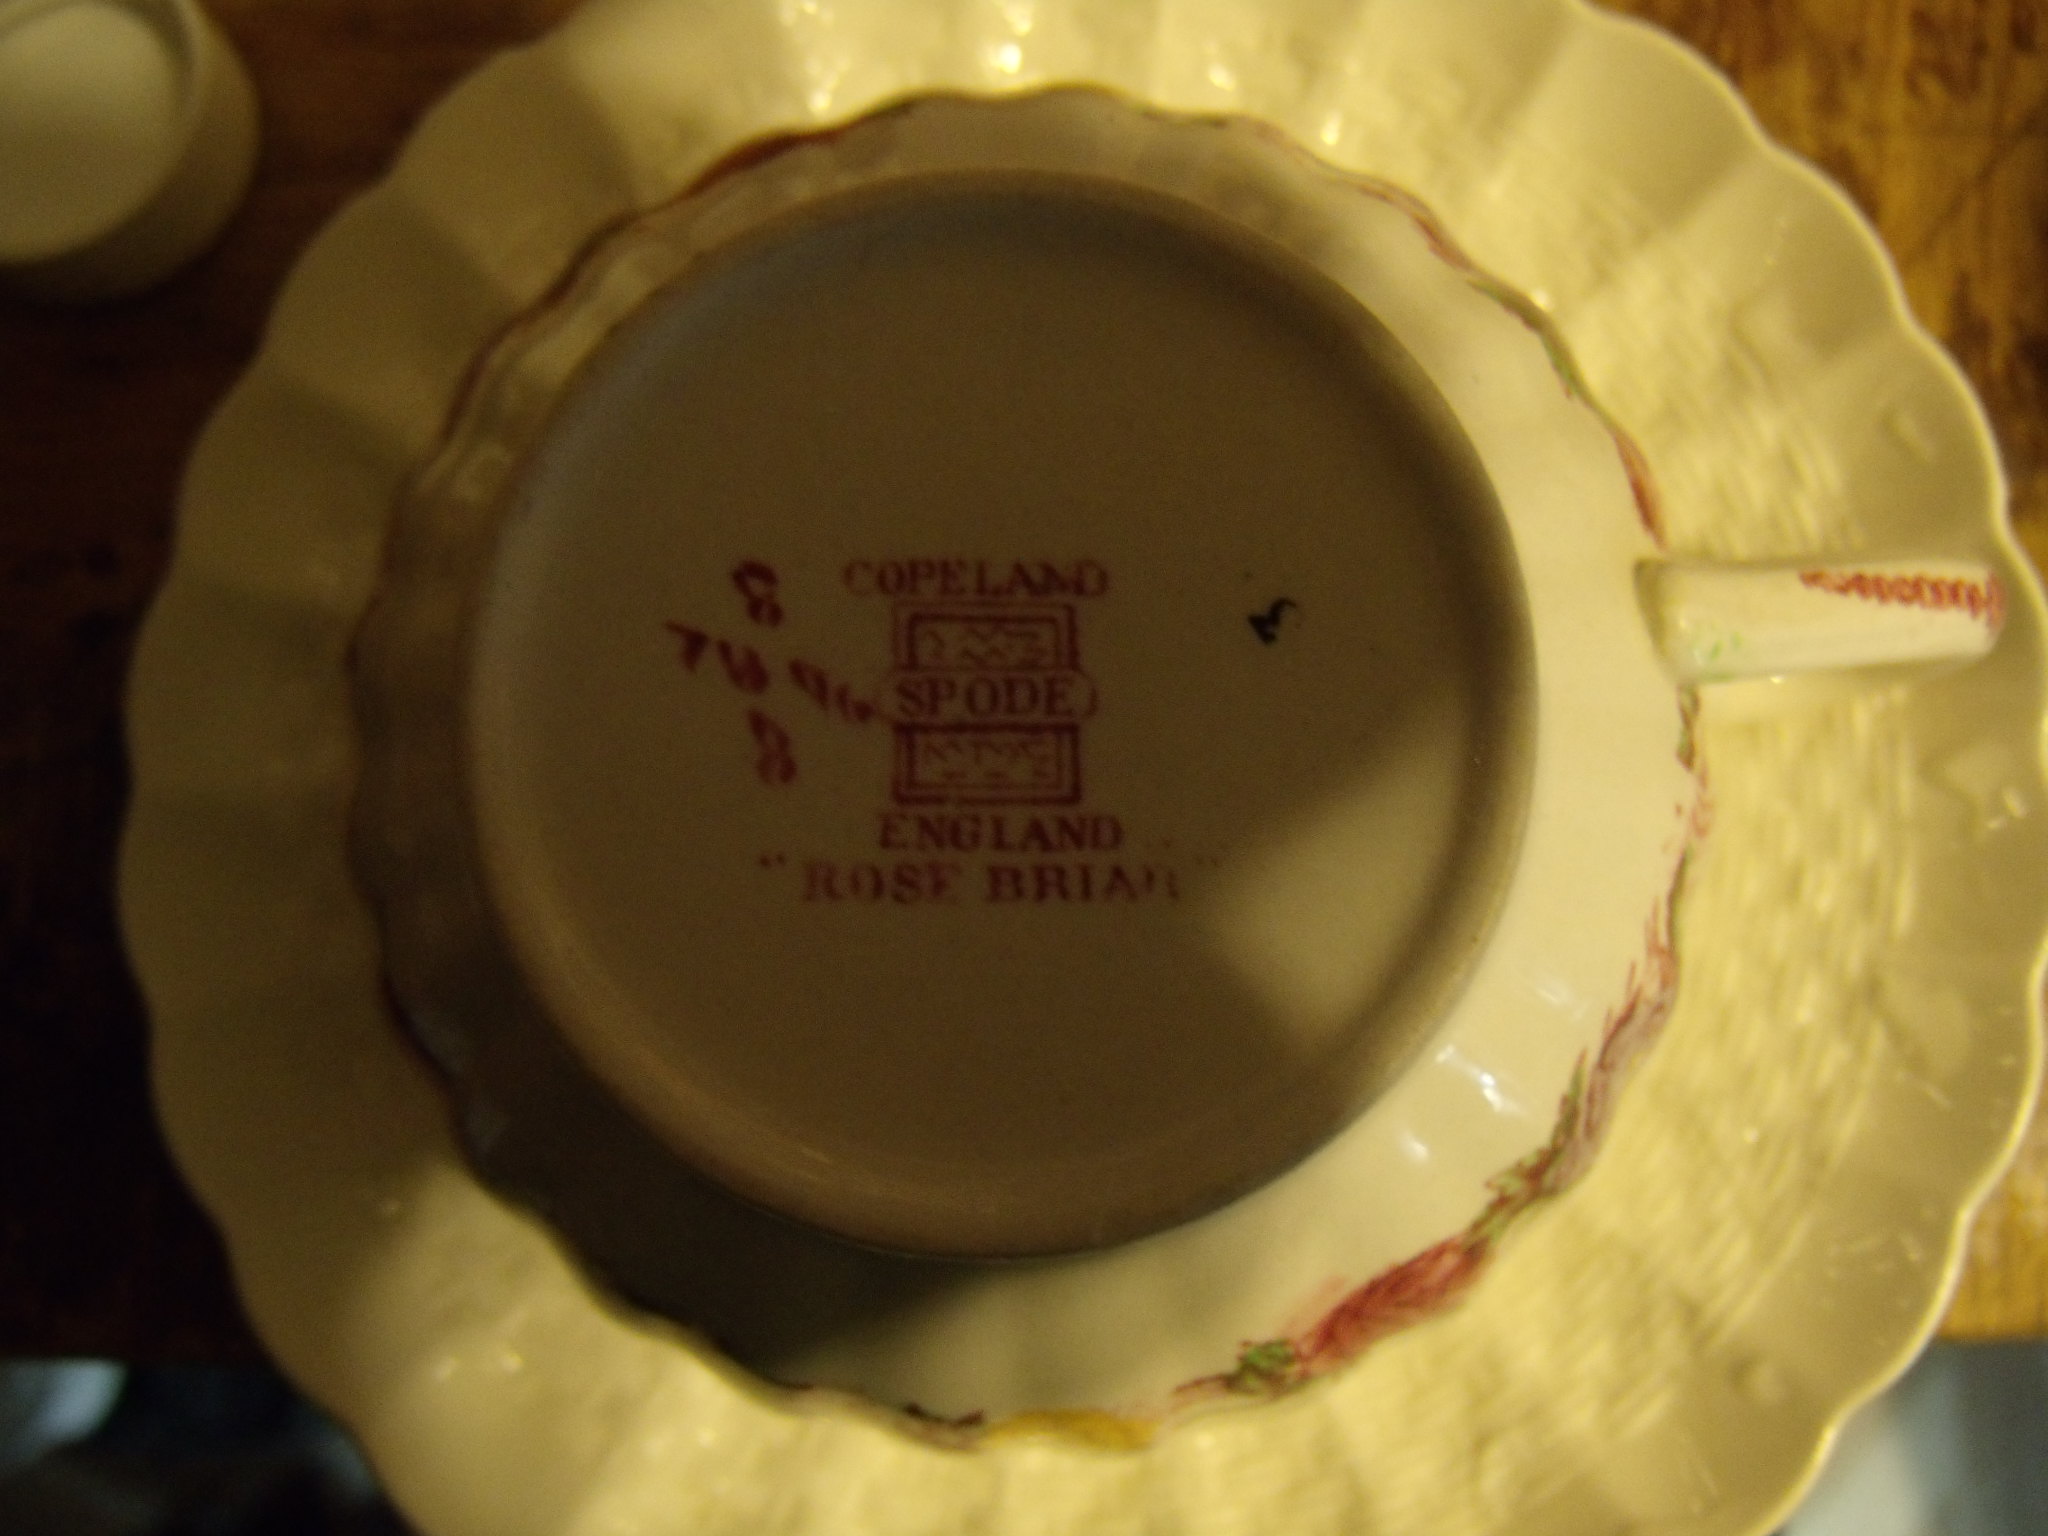 COPELAND
SPODE
ENGLAND
"ROSE BRIAR"